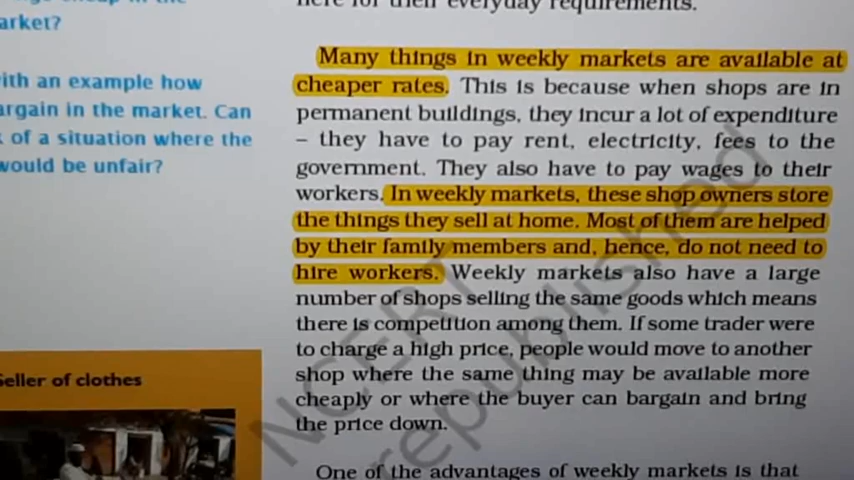 arket?
ith an example how
argain in the market. Can
of a situation where the
would be unfair?
here for their everyday requirements.
Many things in weekly markets are available at
cheaper rates. This is because when shops are in
permanent buildings, they incur a lot of expenditure
– they have to pay rent, electricity, fees to the
government. They also have to pay wages to their
workers. In weekly markets, these shop owners store
the things they sell at home. Most of them are helped
by their family members and, hence, do not need to
hire workers. Weekly markets also have a large
number of shops selling the same goods which means
there is competition among them. If some trader were
to charge a high price, people would move to another
shop where the same thing may be available more
cheaply or where the buyer can bargain and bring
the price down.
One of the advantages of weekly markets is that
Seller of clothes
NCERT
republished